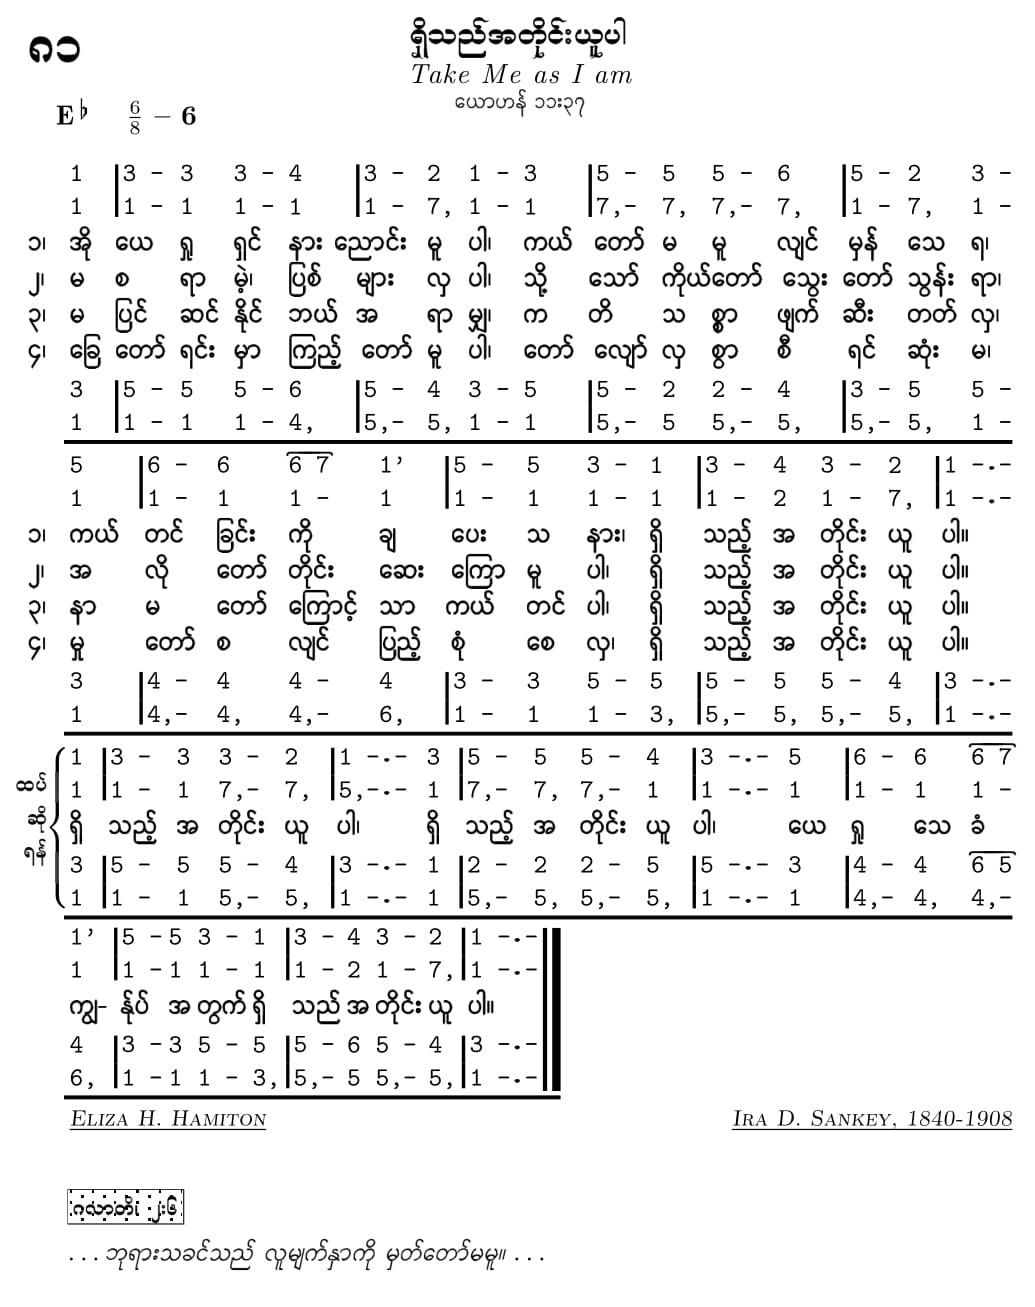 ၈၁
ရှိသည်အတိုင်းယူပါ
Take Me as I am
ယောဟန် ၁၁း၃၇
E♭ 6/8 – 6
1 |3 - 3 3 - 4 |3 - 2 1 - 3 |5 - 5 5 - 6 |5 - 2 3 -
1 |1 - 1 1 - 1 |1 - 7, 1 - 1 |7,- 7, 7,- 7, |1 - 7, 1 -
၁၊ အို ယေ ရှု ရှင် နား ညောင်း မူ ပါ၊ ကယ် တော် မ မူ လျင် မှန် သေ ရ၊
၂၊ မ စ ရာ မဲ့၊ ပြစ် များ လှ ပါ၊ သို့ သော် ကိုယ်တော် သွေး တော် သွန်း ရာ၊
၃၊ မ ပြင် ဆင် နိုင် ဘယ် အ ရာ မျှ၊ က တိ သ စ္စာ ဖျက် ဆီး တတ် လှ၊
၄၊ ခြေ တော် ရင်း မှာ ကြည့် တော် မူ ပါ၊ တော် လျော် လှ စွာ စီ ရင် ဆုံး မ၊
3 |5 - 5 5 - 6 |5 - 4 3 - 5 |5 - 2 2 - 4 |3 - 5 5 -
1 |1 - 1 1 - 4, |5,- 5, 1 - 1 |5,- 5 5,- 5, |5,- 5, 1 -
5 |6 - 6 6 7 1’ |5 - 5 3 - 1 |3 - 4 3 - 2 |1 -.-
1 |1 - 1 1 - 1 |1 - 1 1 - 1 |1 - 2 1 - 7, |1 -.-
၁၊ ကယ် တင် ခြင်း ကို ချ ပေး သ နား၊ ရှိ သည့် အ တိုင်း ယူ ပါ။
၂၊ အ လို တော် တိုင်း ဆေး ကြော မူ ပါ၊ ရှိ သည့် အ တိုင်း ယူ ပါ။
၃၊ နာ မ တော် ကြောင့် သာ ကယ် တင် ပါ၊ ရှိ သည့် အ တိုင်း ယူ ပါ။
၄၊ မှု တော် စ လျင် ပြည့် စုံ စေ လှ၊ ရှိ သည့် အ တိုင်း ယူ ပါ။
3 |4 - 4 4 - 4 |3 - 3 5 - 5 |5 - 5 5 - 4 |3 -.-
1 |4,- 4, 4,- 6, |1 - 1 1 - 3, |5,- 5, 5,- 5, |1 -.-
ထပ်
ဆို
ရန်
1 |3 - 3 3 - 2 |1 -.- 3 |5 - 5 5 - 4 |3 -.- 5 |6 - 6 6 7
1 |1 - 1 7,- 7, |5,-.- 1 |7,- 7, 7,- 1 |1 -.- 1 |1 - 1 1 -
ရှိ သည့် အ တိုင်း ယူ ပါ၊ ရှိ သည့် အ တိုင်း ယူ ပါ၊ ယေ ရှု သေ ခံ
3 |5 - 5 5 - 4 |3 -.- 1 |2 - 2 2 - 5 |5 -.- 3 |4 - 4 6 5
1 |1 - 1 5,- 5, |1 -.- 1 |5,- 5, 5,- 5, |1 -.- 1 |4,- 4, 4,-
1’ |5 -5 3 - 1 |3 - 4 3 - 2 |1 -.-
1 |1 -1 1 - 1 |1 - 2 1 - 7, |1 -.-
ကျွ- န်ုပ် အ တွက် ရှိ သည် အ တိုင်း ယူ ပါ။
4 |3 -3 5 - 5 |5 - 6 5 - 4 |3 -.-
6, |1 -1 1 - 3, |5,- 5 5,- 5, |1 -.-
ELIZA H. HAMITON
IRA D. SANKEY, 1840-1908
ဂလာတိ၊ ၂း၆
...ဘုရားသခင်သည် လူမျက်နှာကို မှတ်တော်မမူ။ ...